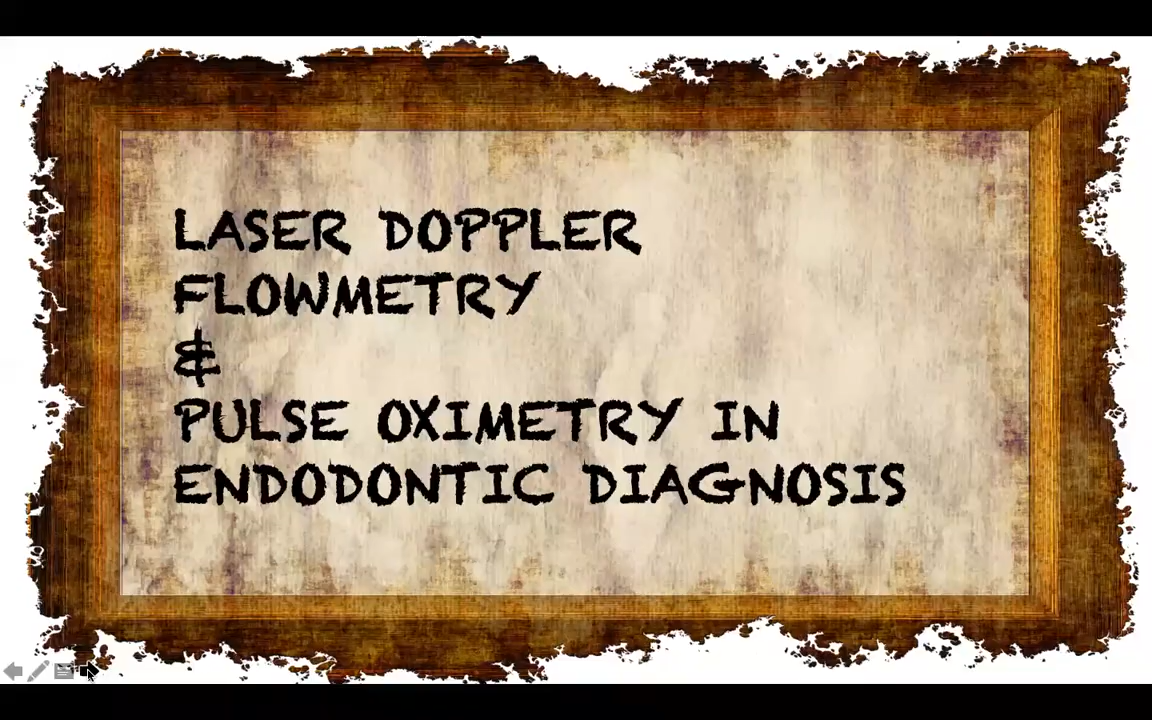 LASER DOPPLER
FLOWMETRY
&
PULSE OXIMETRY IN
ENDODONTIC DIAGNOSIS